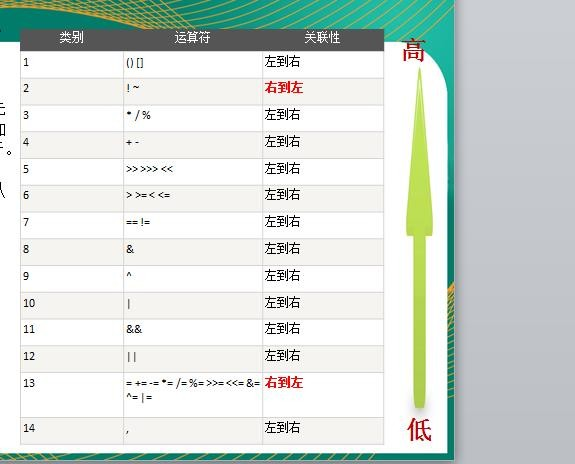 类别 运算符 关联性
高
1 () [] 左到右
2 ! ~ 右到左
3 * / % 左到右
4 + - 左到右
5 >> >>> << 左到右
6 > >= < <= 左到右
7 == != 左到右
8 & 左到右
9 ^ 左到右
10 | 左到右
11 && 左到右
12 || 左到右
13 = += -= *= /= %= >>= <<= &= 右到左
^= |=
14 , 左到右
低